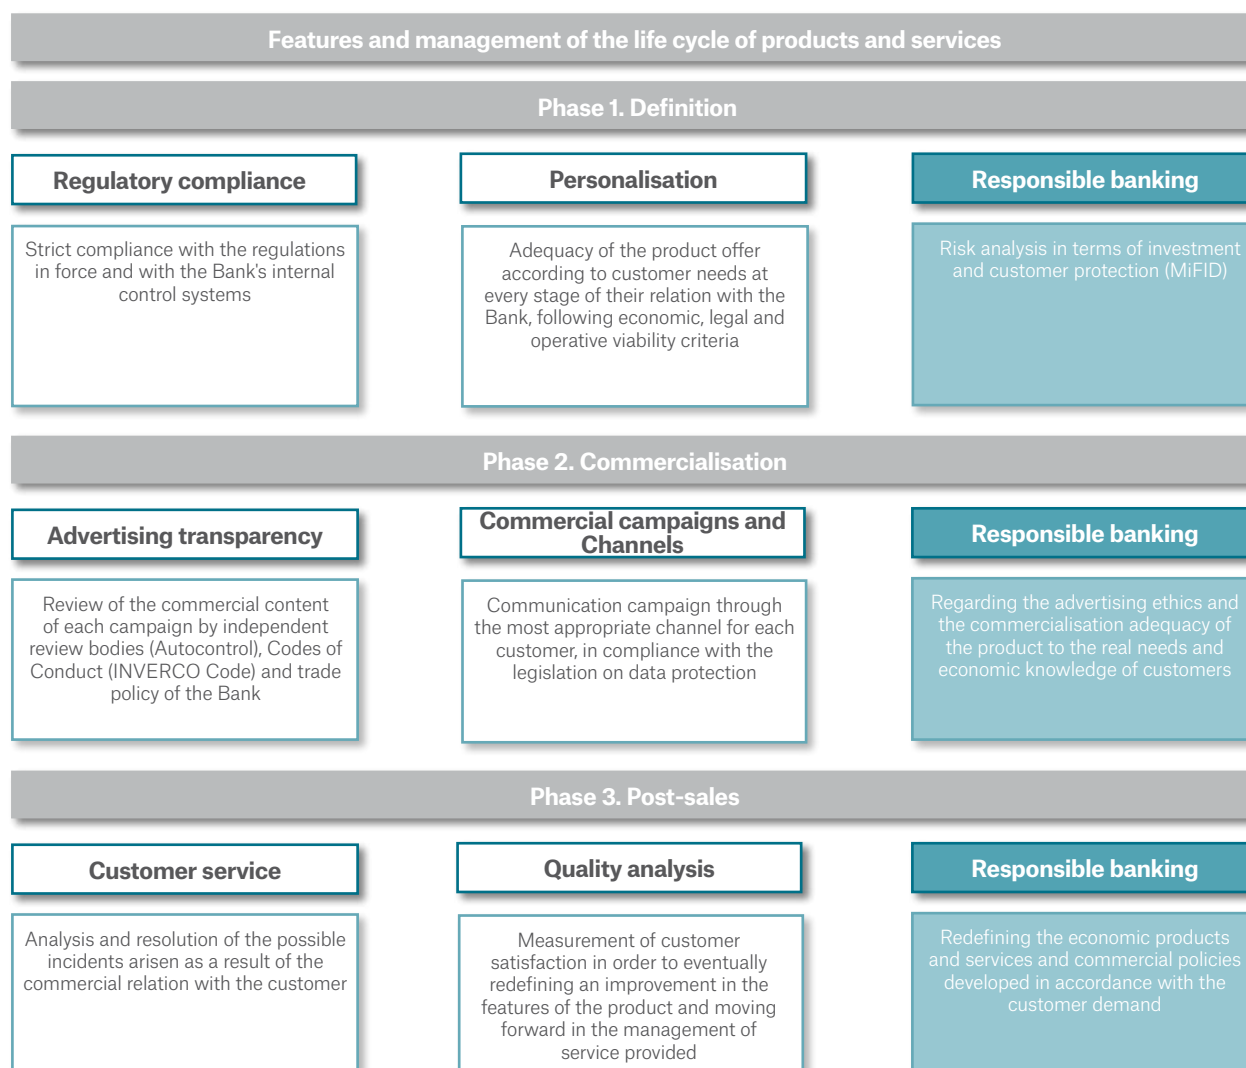 Features and management of the life cycle of products and services
Phase 1. Definition
Regulatory compliance
Strict compliance with the regulations
in force and with the Bank's internal
control systems
Personalisation
Adequacy of the product offer
according to customer needs at
every stage of their relation with the
Bank, following economic, legal and
operative viability criteria
Responsible banking
Risk analysis in terms of investment
and customer protection (MiFID)
Phase 2. Commercialisation
Advertising transparency
Review of the commercial content
of each campaign by independent
review bodies (Autocontrol), Codes of
Conduct (INVERCO Code) and trade
policy of the Bank
Commercial campaigns and
Channels
Communication campaign through
the most appropriate channel for each
customer, in compliance with the
legislation on data protection
Responsible banking
Regarding the advertising ethics and
the commercialisation adequacy of
the product to the real needs and
economic knowledge of customers
Phase 3. Post-sales
Customer service
Analysis and resolution of the possible
incidents arisen as a result of the
commercial relation with the customer
Quality analysis
Measurement of customer
satisfaction in order to eventually
redefining an improvement in the
features of the product and moving
forward in the management of
service provided
Responsible banking
Redefining the economic products
and services and commercial policies
developed in accordance with the
customer demand